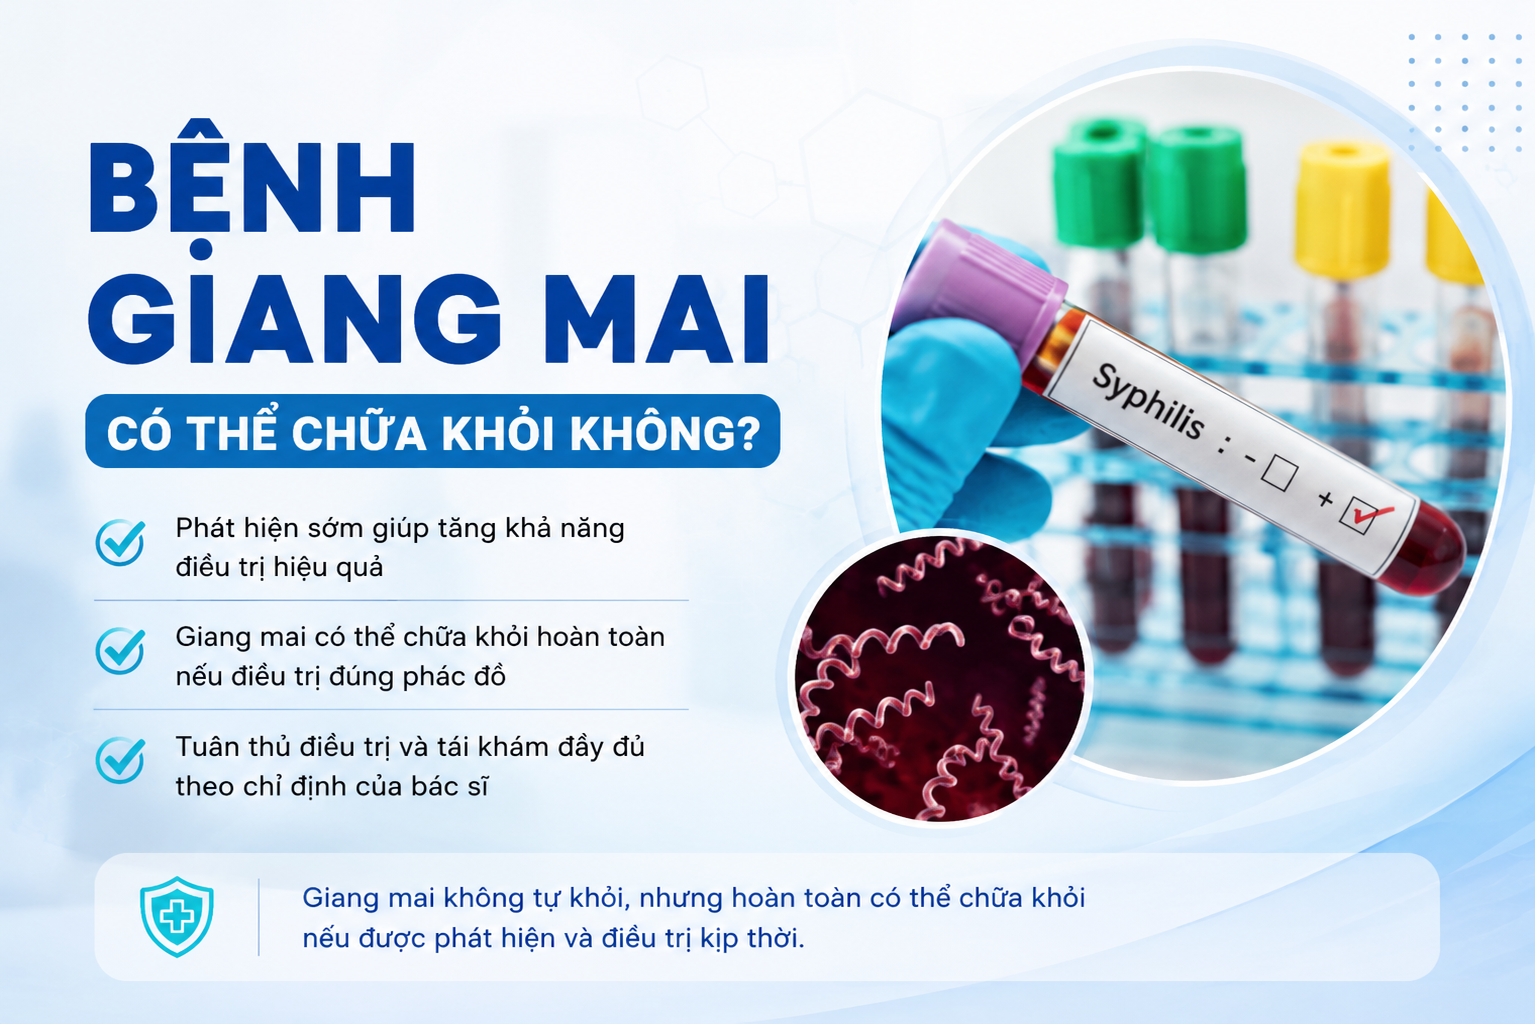 BỆNH
GIANG MAI
CÓ THỂ CHỮA KHỎI KHÔNG?
Phát hiện sớm giúp tăng khả năng
điều trị hiệu quả
Giang mai có thể chữa khỏi hoàn toàn
nếu điều trị đúng phác đồ
Tuân thủ điều trị và tái khám đầy đủ
theo chỉ định của bác sĩ
Syphilis : - ☐ + ☑
Giang mai không tự khỏi, nhưng hoàn toàn có thể chữa khỏi
nếu được phát hiện và điều trị kịp thời.